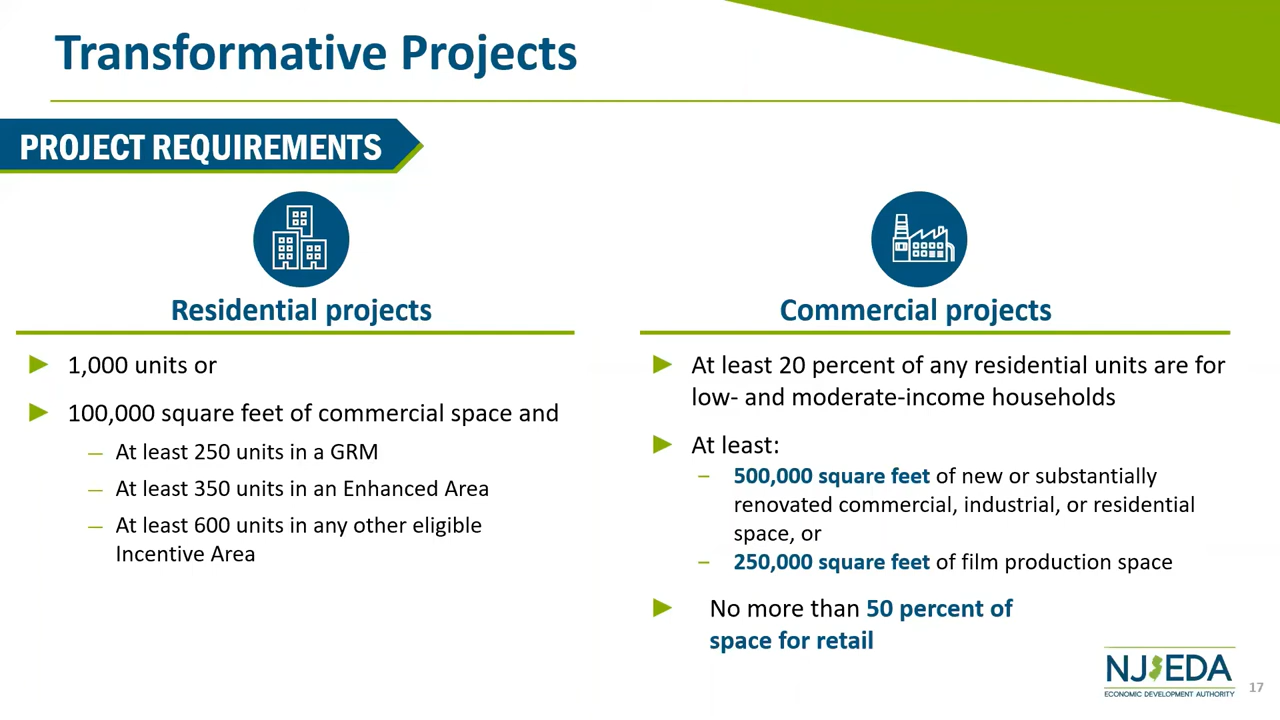 Transformative Projects
PROJECT REQUIREMENTS
Residential projects
1,000 units or
100,000 square feet of commercial space and
– At least 250 units in a GRM
– At least 350 units in an Enhanced Area
– At least 600 units in any other eligible
Incentive Area
Commercial projects
At least 20 percent of any residential units are for
low- and moderate-income households
At least:
– 500,000 square feet of new or substantially
renovated commercial, industrial, or residential
space, or
– 250,000 square feet of film production space
No more than 50 percent of
space for retail
NJEDA
ECONOMIC DEVELOPMENT AUTHORITY
17